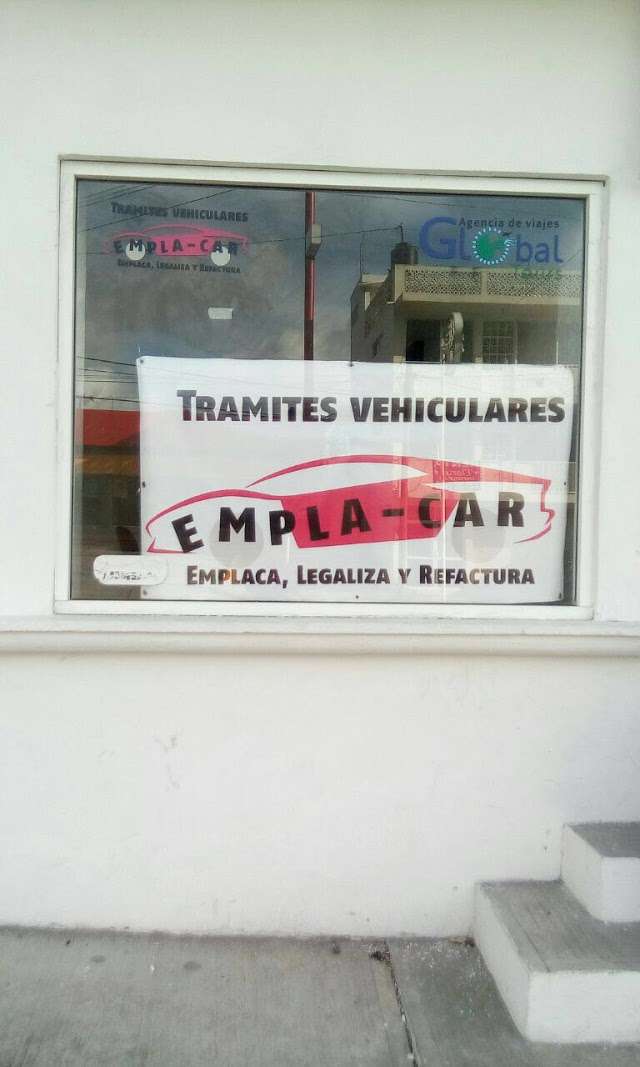 TRAMITES VEHICULARES
EMPLA-CAR
EMPLACA, LEGALIZA Y REFACTURA
Agencia de viajes
Global
TRAMITES VEHICULARES
EMPLA-CAR
EMPLACA, LEGALIZA Y REFACTURA